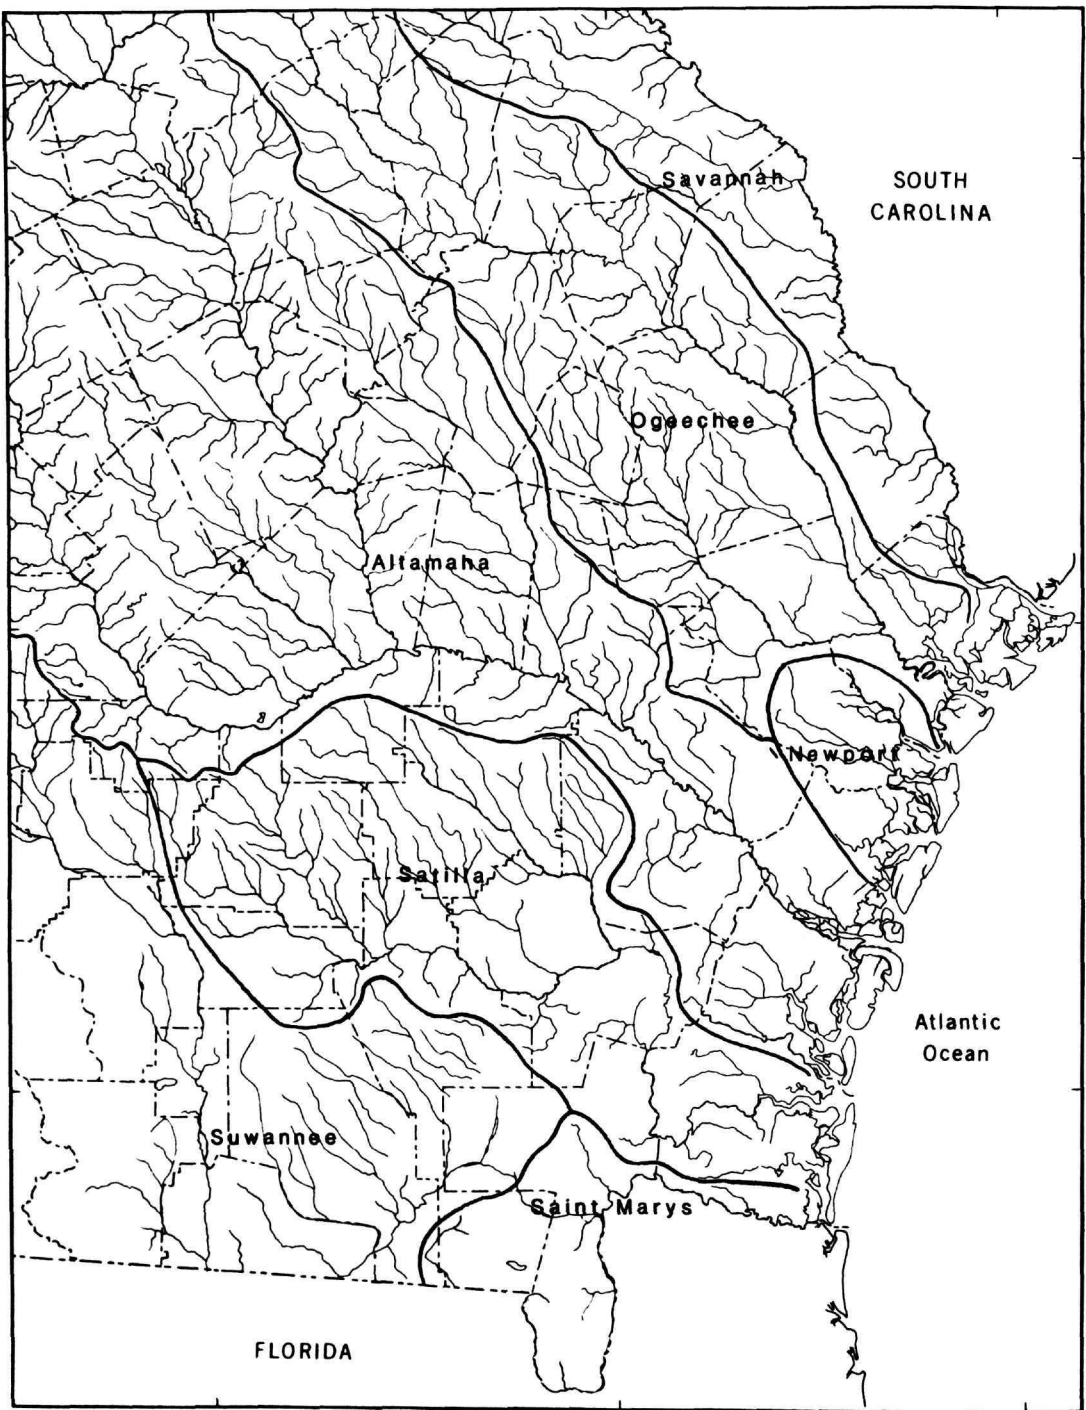 Savannah
SOUTH
CAROLINA
Ogeechee
Altamaha
Newport
Satilla
Atlantic
Ocean
Suwannee
Saint Marys
FLORIDA